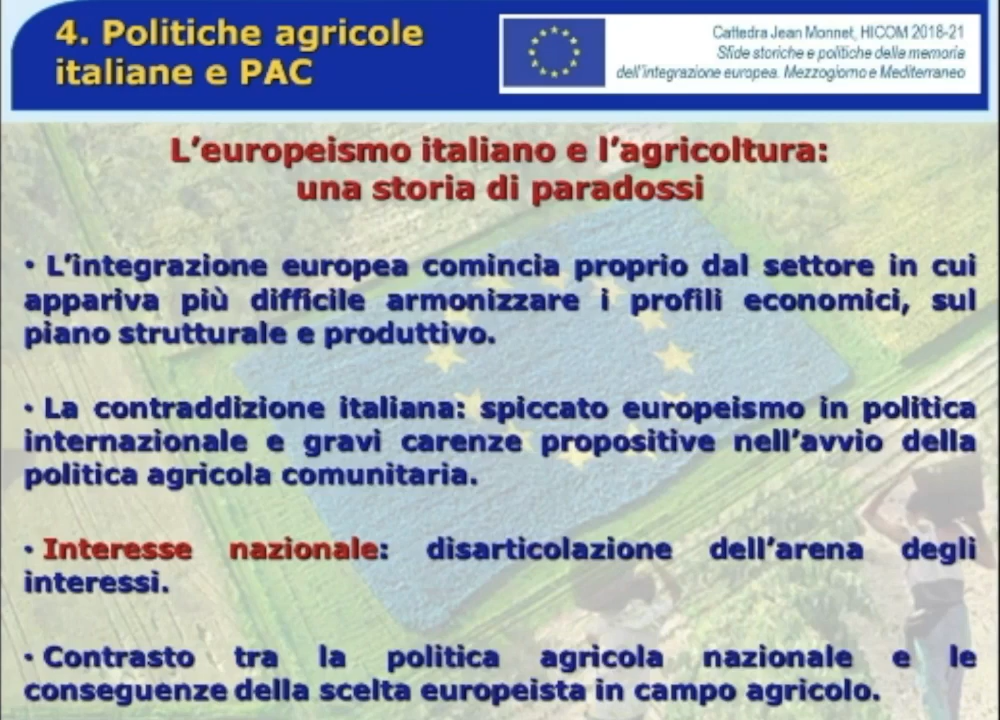 4. Politiche agricole
italiane e PAC
Cattedra Jean Monnet, HICOM 2018-21
Sfide storiche e politiche della memoria
dell'integrazione europea. Mezzogiorno e Mediterraneo
L'europeismo italiano e l'agricoltura:
una storia di paradossi
• L'integrazione europea comincia proprio dal settore in cui
appariva più difficile armonizzare i profili economici, sul
piano strutturale e produttivo.
• La contraddizione italiana: spiccato europeismo in politica
internazionale e gravi carenze propositive nell'avvio della
politica agricola comunitaria.
• Interesse nazionale: disarticolazione dell'arena degli
interessi.
• Contrasto tra la politica agricola nazionale e le
conseguenze della scelta europeista in campo agricolo.